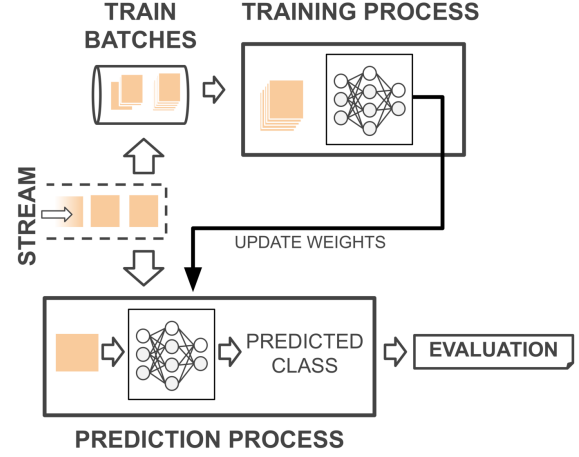 TRAIN
BATCHES
TRAINING PROCESS
STREAM
UPDATE WEIGHTS
PREDICTED
CLASS
EVALUATION
PREDICTION PROCESS